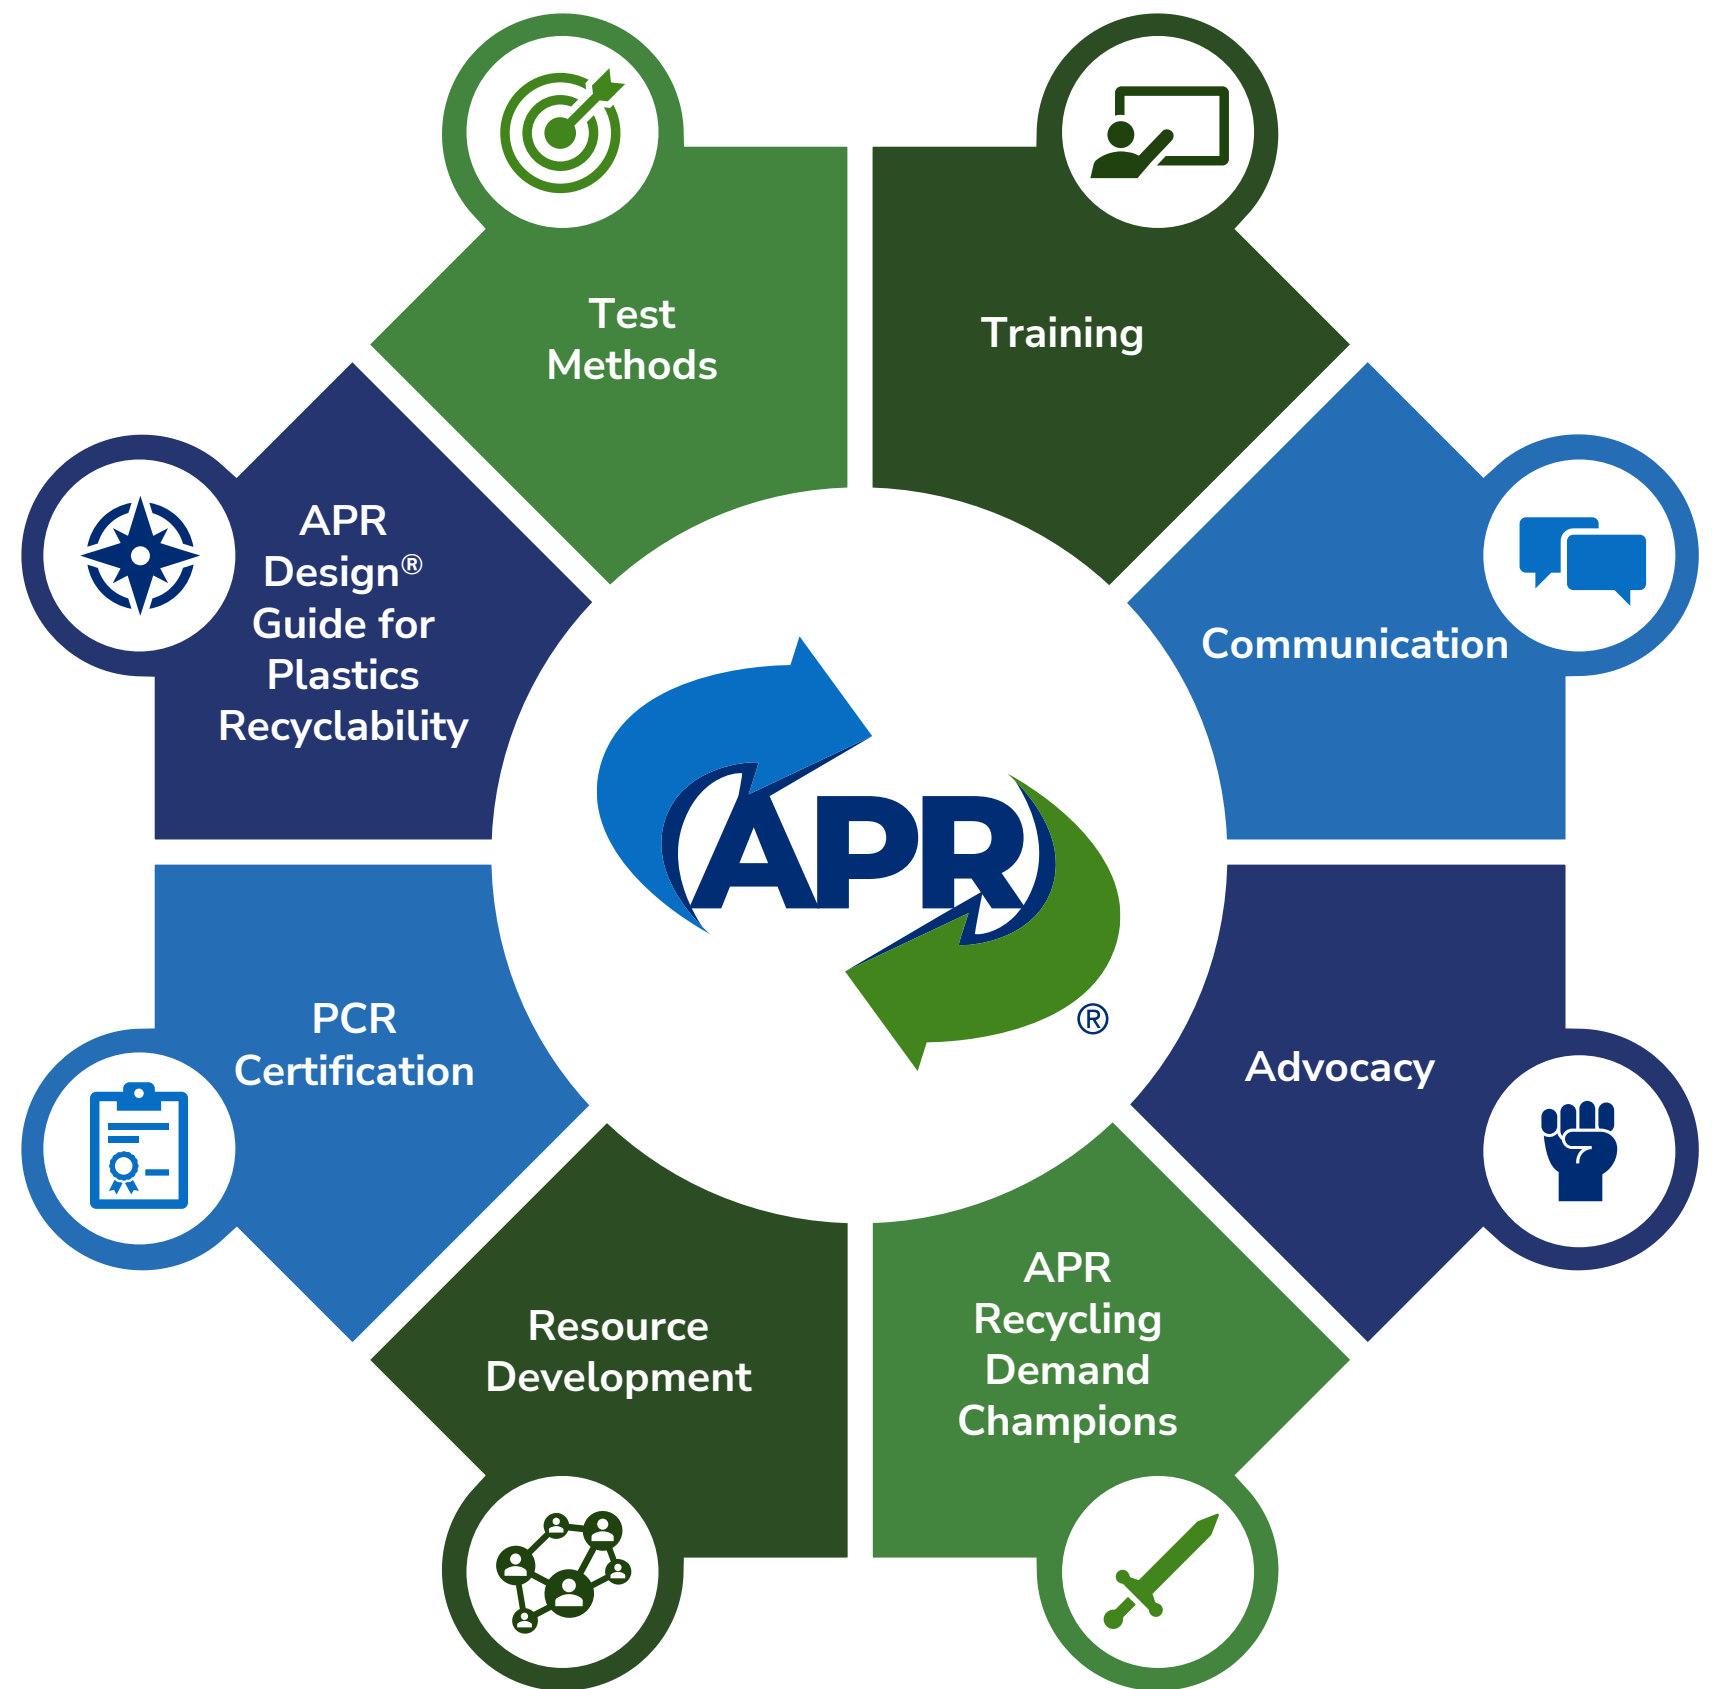 Test
Methods
Training
APR
Design®
Guide for
Plastics
Recyclability
Communication
APR
®
PCR
Certification
Advocacy
Resource
Development
APR
Recycling
Demand
Champions